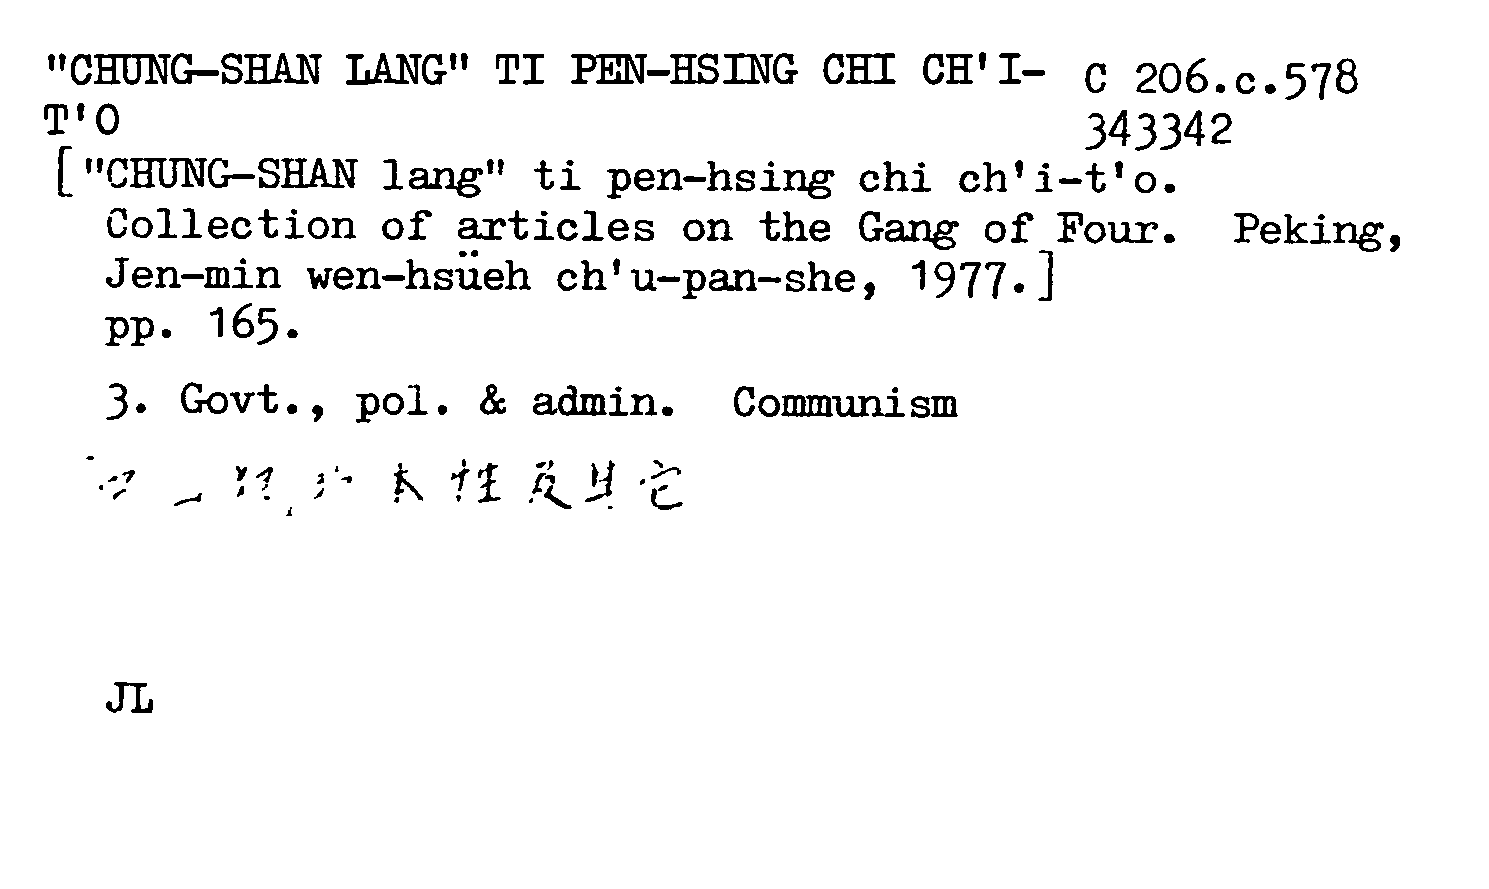 "CHUNG-SHAN LANG" TI PEN-HSING CHI CH'I-
T'O
C 206.c.578
343342
["CHUNG-SHAN lang" ti pen-hsing chi ch'i-t'o.
Collection of articles on the Gang of Four. Peking,
Jen-min wen-hsüeh ch'u-pan-she, 1977.]
pp. 165.
3. Govt., pol. & admin. Communism
本性及其它
JL